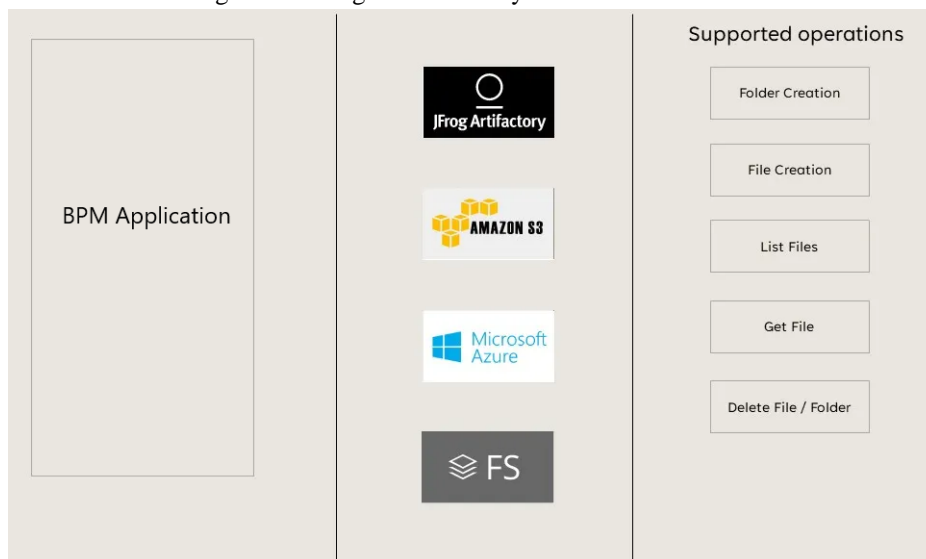 BPM Application
JFrog Artifactory
AMAZON S3
Microsoft
Azure
FS
Supported operations
Folder Creation
File Creation
List Files
Get File
Delete File / Folder